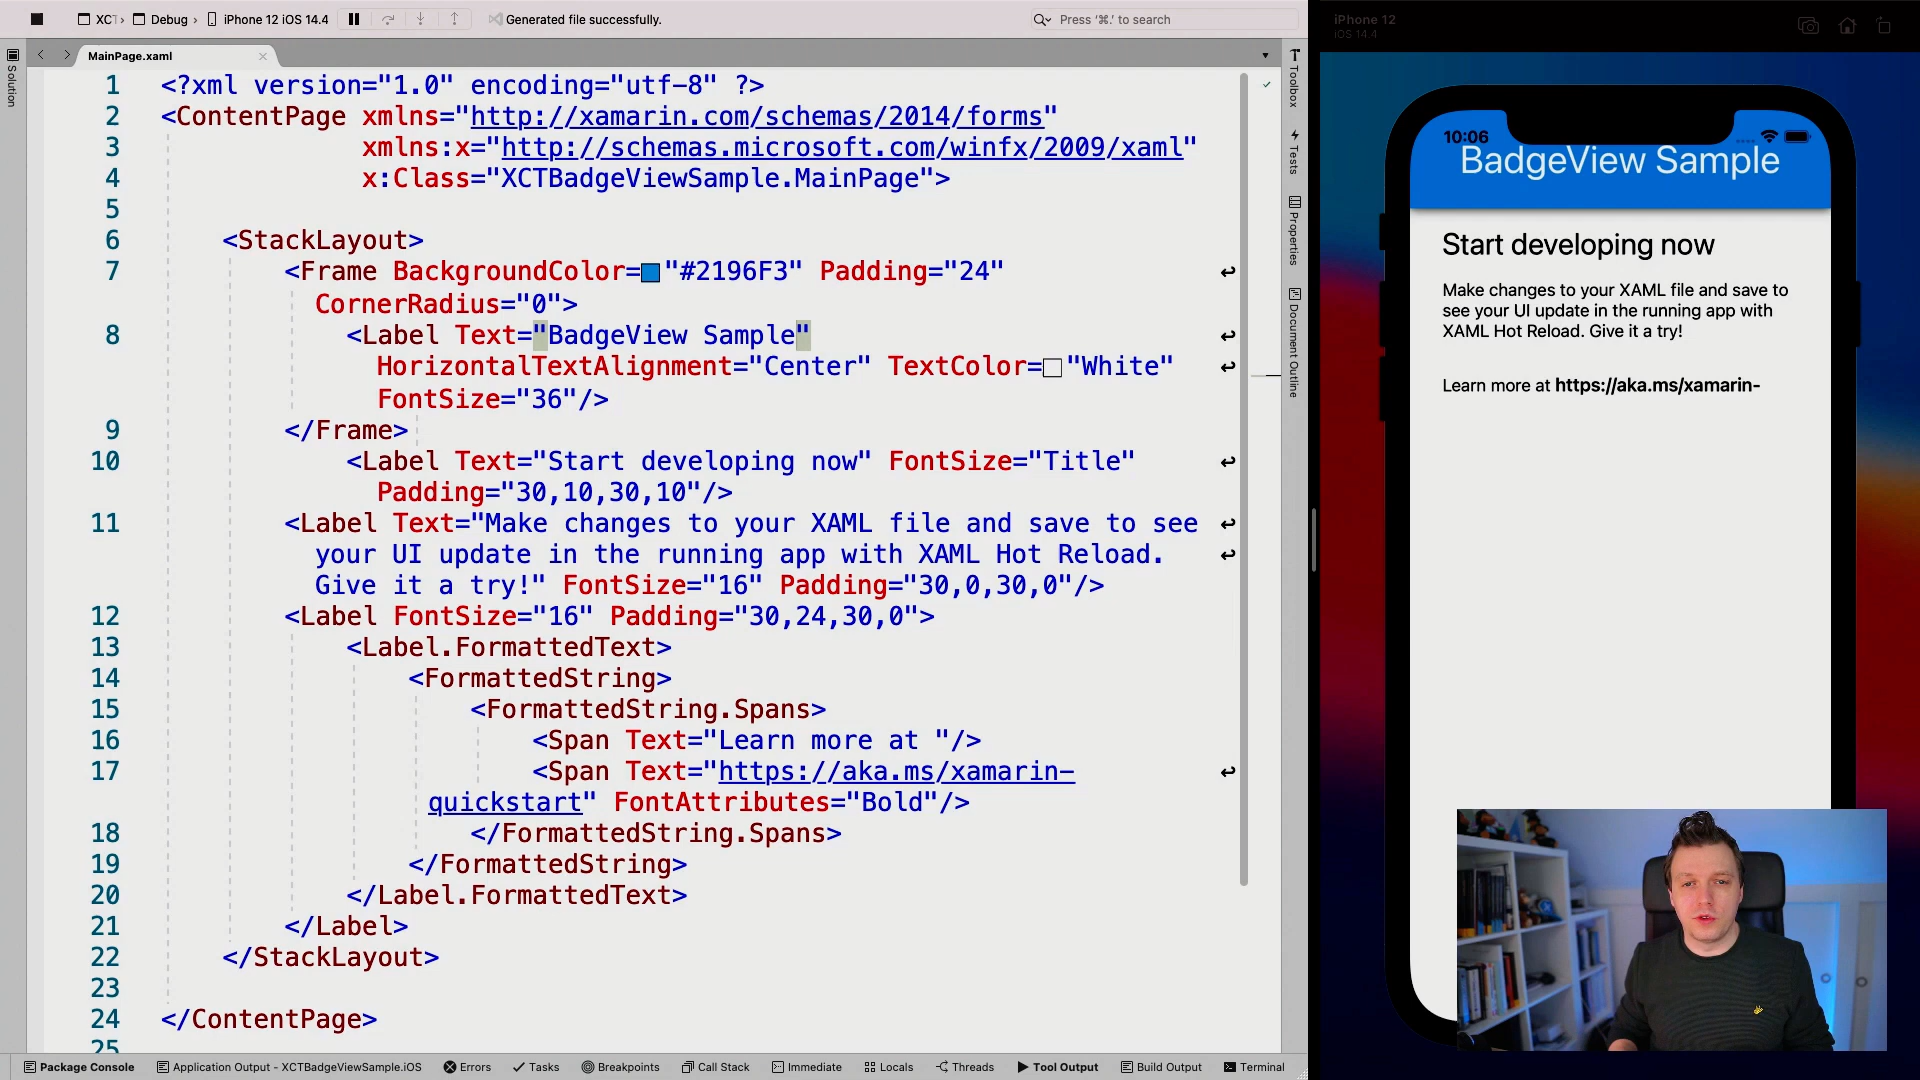 XCT
Debug
iPhone 12 iOS 14.4
Generated file successfully.
Press '⌘.' to search
Solution
MainPage.xaml
1 <?xml version="1.0" encoding="utf-8" ?>
2 <ContentPage xmlns="http://xamarin.com/schemas/2014/forms"
3 xmlns:x="http://schemas.microsoft.com/winfx/2009/xaml"
4 x:Class="XCTBadgeViewSample.MainPage">
5
6 <StackLayout>
7 <Frame BackgroundColor="#2196F3" Padding="24"
CornerRadius="0">
8 <Label Text="BadgeView Sample"
HorizontalTextAlignment="Center" TextColor="White"
FontSize="36"/>
9 </Frame>
10 <Label Text="Start developing now" FontSize="Title"
Padding="30,10,30,10"/>
11 <Label Text="Make changes to your XAML file and save to see
your UI update in the running app with XAML Hot Reload.
Give it a try!" FontSize="16" Padding="30,0,30,0"/>
12 <Label FontSize="16" Padding="30,24,30,0">
13 <Label.FormattedText>
14 <FormattedString>
15 <FormattedString.Spans>
16 <Span Text="Learn more at "/>
17 <Span Text="https://aka.ms/xamarin-
quickstart" FontAttributes="Bold"/>
18 </FormattedString.Spans>
19 </FormattedString>
20 </Label.FormattedText>
21 </Label>
22 </StackLayout>
23
24 </ContentPage>
25
Toolbox
Tests
Properties
Document Outline
Package Console
Application Output - XCTBadgeViewSample.iOS
Errors
Tasks
Breakpoints
Call Stack
Immediate
Locals
Threads
Tool Output
Build Output
Terminal
iPhone 12
iOS 14.4
10:06
BadgeView Sample
Start developing now
Make changes to your XAML file and save to
see your UI update in the running app with
XAML Hot Reload. Give it a try!
Learn more at https://aka.ms/xamarin-